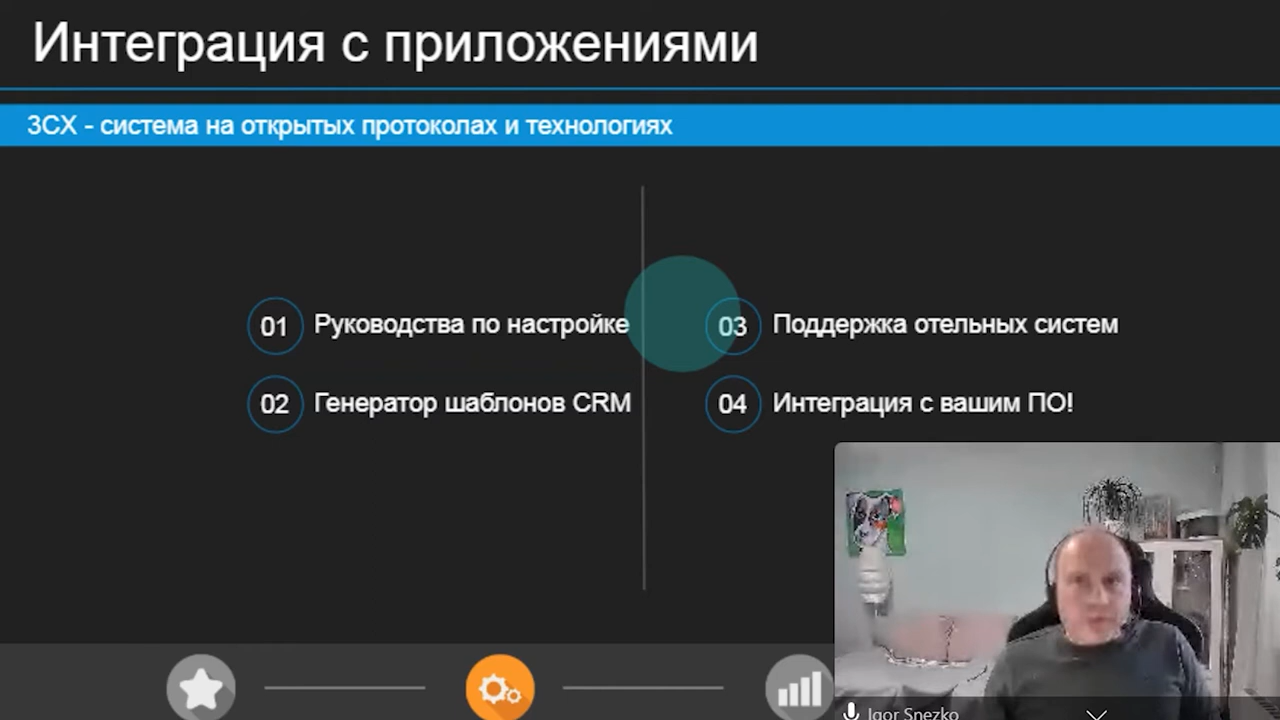 Интеграция с приложениями
3CX - система на открытых протоколах и технологиях
01 Руководства по настройке
02 Генератор шаблонов CRM
03 Поддержка отельных систем
04 Интеграция с вашим ПО!
Igor Snezko